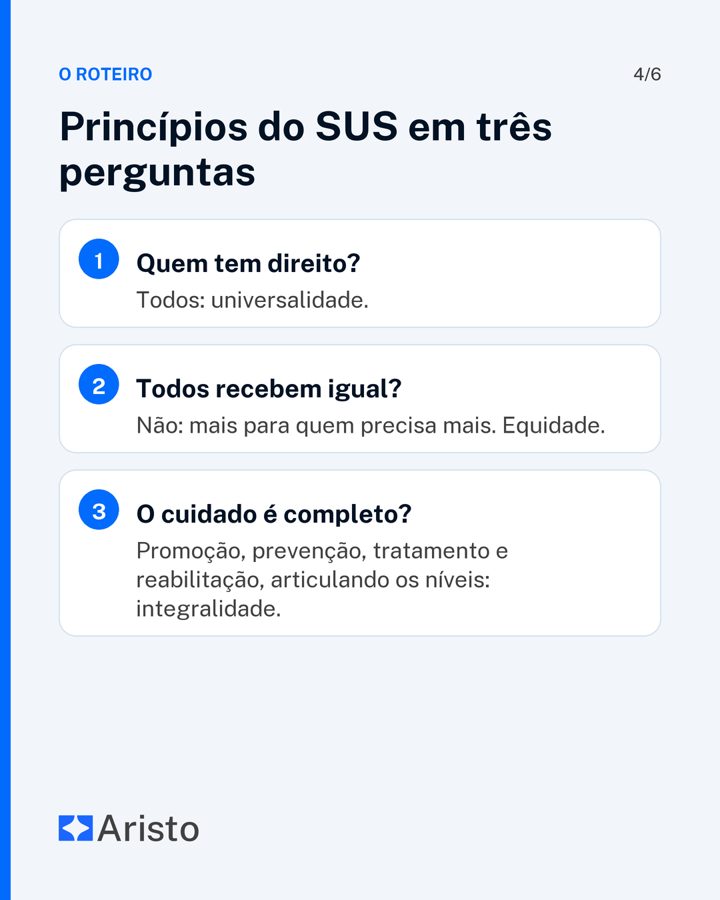 O ROTEIRO
4/6
Princípios do SUS em três
perguntas
1
Quem tem direito?
Todos: universalidade.
2
Todos recebem igual?
Não: mais para quem precisa mais. Equidade.
3
O cuidado é completo?
Promoção, prevenção, tratamento e
reabilitação, articulando os níveis:
integralidade.
Aristo